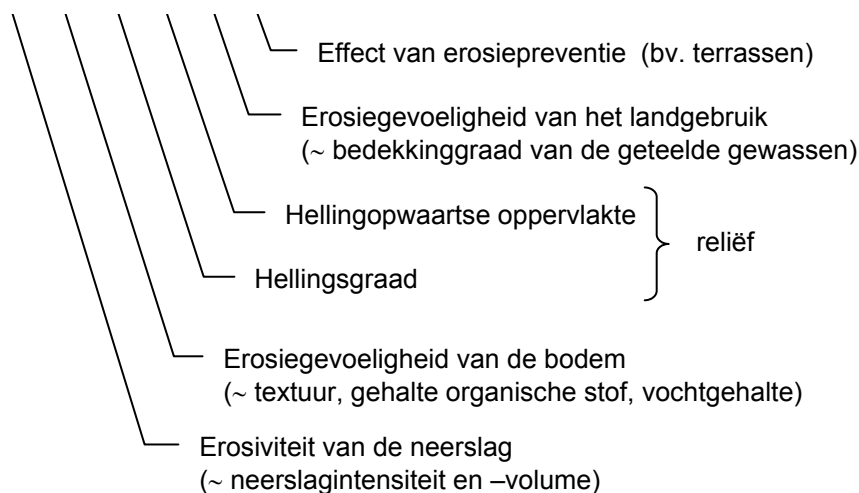 Effect van erosiepreventie (bv. terrassen)
Erosiegevoeligheid van het landgebruik
(~ bedekkinggraad van de geteelde gewassen)
Hellingopwaartse oppervlakte
reliëf
Hellingsgraad
Erosiegevoeligheid van de bodem
(~ textuur, gehalte organische stof, vochtgehalte)
Erosiviteit van de neerslag
(~ neerslagintensiteit en –volume)